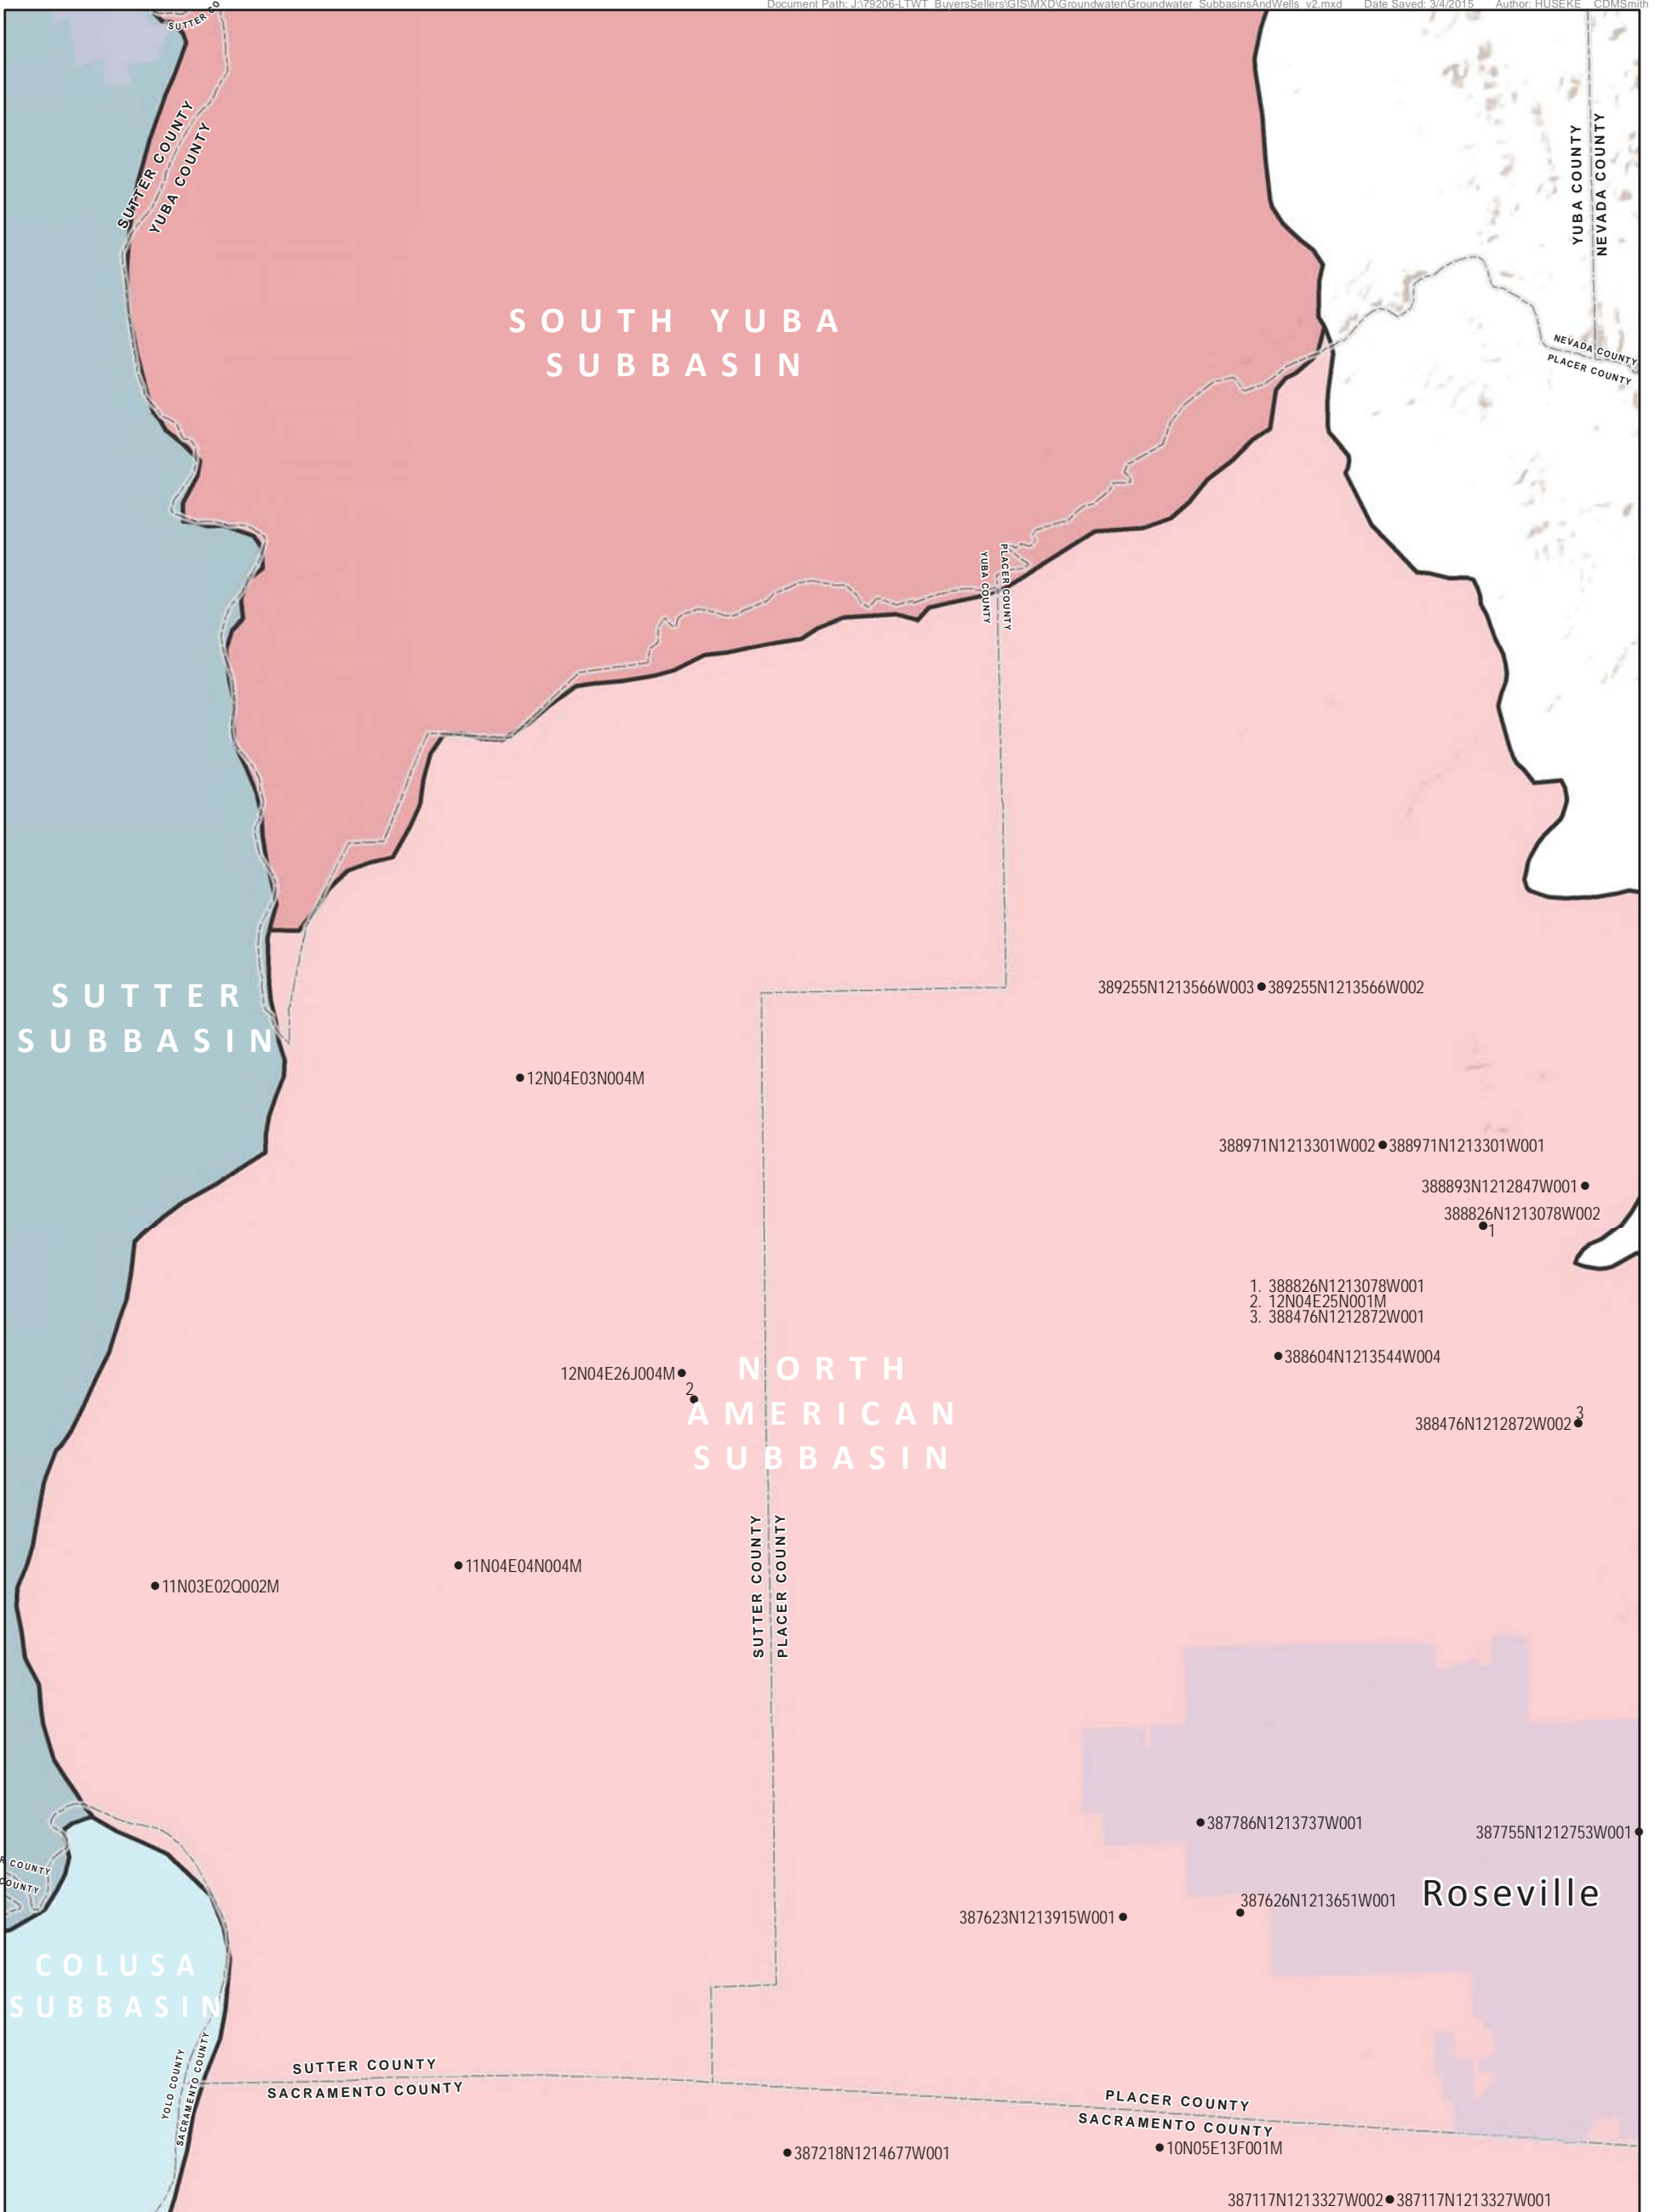 Document Path: J:\79206-LTWT_BuyersSellers\GIS\MXD\Groundwater\Groundwater_SubbasinsAndWells_v2.mxd Date Saved: 3/4/2015 Author: HUSEKE CDMSmith
SUTTER CO
SUTTER COUNTY
YUBA COUNTY
YUBA COUNTY
NEVADA COUNTY
SOUTH YUBA
SUBBASIN
NEVADA COUNTY
PLACER COUNTY
YUBA COUNTY
PLACER COUNTY
SUTTER
SUBBASIN
389255N1213566W003 389255N1213566W002
12N04E03N004M
388971N1213301W002 388971N1213301W001
388893N1212847W001
388826N1213078W002
1
1. 388826N1213078W001
2. 12N04E25N001M
3. 388476N1212872W001
388604N1213544W004
12N04E26J004M
2
NORTH
AMERICAN
SUBBASIN
3
388476N1212872W002
SUTTER COUNTY
PLACER COUNTY
11N04E04N004M
11N03E02Q002M
387786N1213737W001
387755N1212753W001
R COUNTY
COUNTY
Roseville
387626N1213651W001
387623N1213915W001
COLUSA
SUBBASIN
YOLO COUNTY
SACRAMENTO COUNTY
SUTTER COUNTY
SACRAMENTO COUNTY
PLACER COUNTY
SACRAMENTO COUNTY
387218N1214677W001
10N05E13F001M
387117N1213327W002 387117N1213327W001